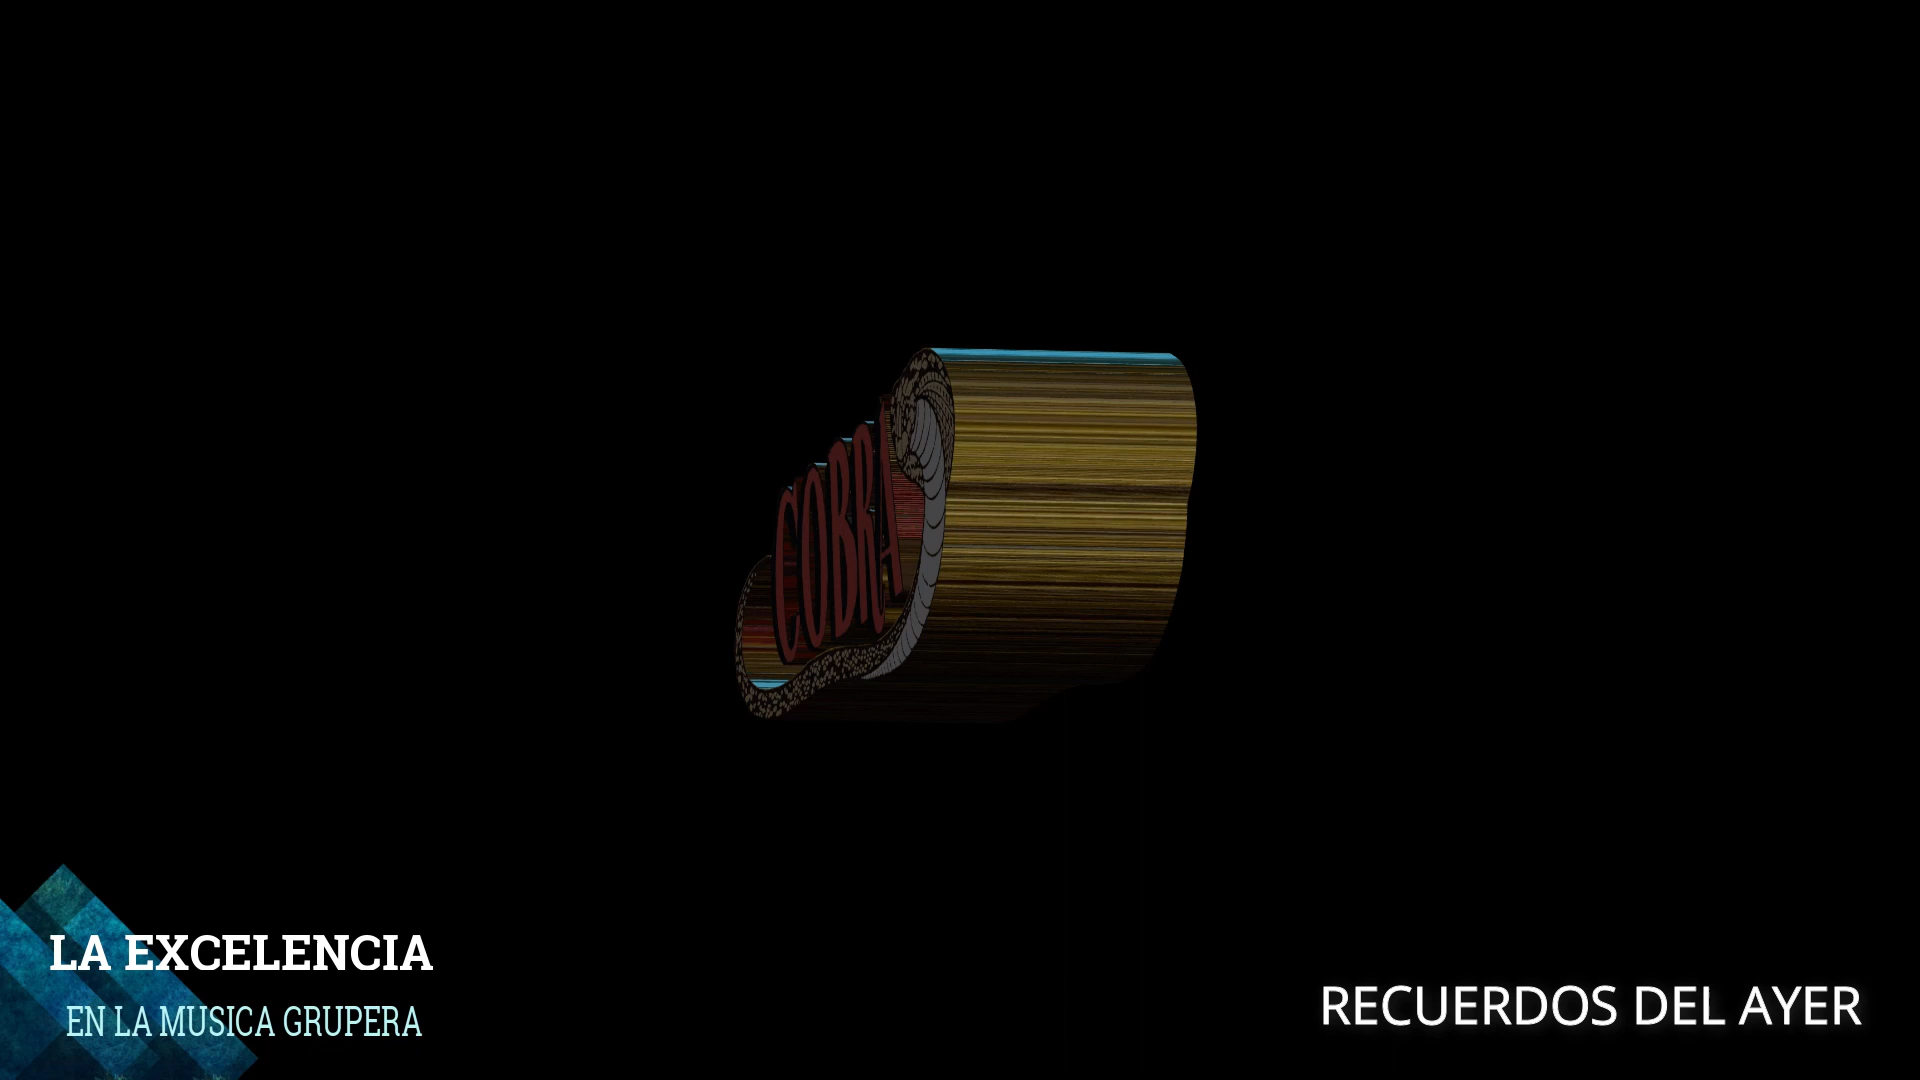 COBRA
LA EXCELENCIA
EN LA MUSICA GRUPERA
RECUERDOS DEL AYER